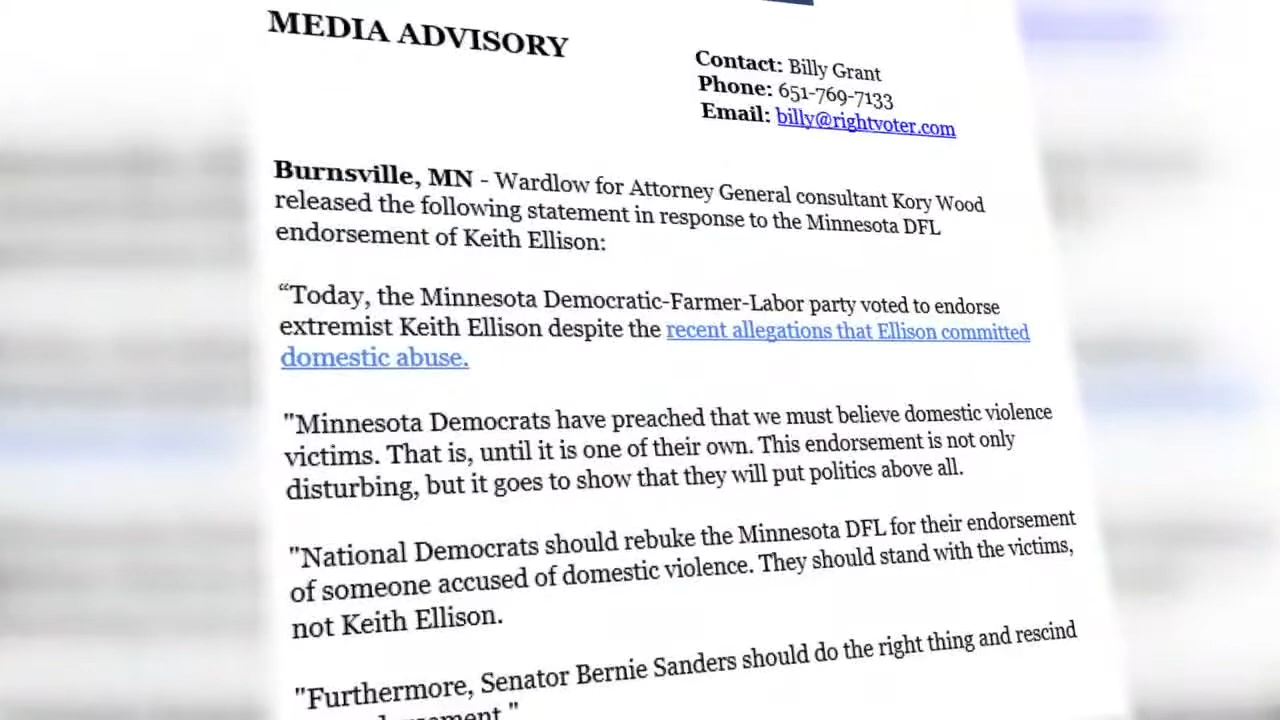 MEDIA ADVISORY
Contact: Billy Grant
Phone: 651-769-7133
Email: billy@rightvoter.com
Burnsville, MN - Wardlow for Attorney General consultant Kory Wood
released the following statement in response to the Minnesota DFL
endorsement of Keith Ellison:
“Today, the Minnesota Democratic-Farmer-Labor party voted to endorse
extremist Keith Ellison despite the recent allegations that Ellison committed
domestic abuse.
"Minnesota Democrats have preached that we must believe domestic violence
victims. That is, until it is one of their own. This endorsement is not only
disturbing, but it goes to show that they will put politics above all.
"National Democrats should rebuke the Minnesota DFL for their endorsement
of someone accused of domestic violence. They should stand with the victims,
not Keith Ellison.
"Furthermore, Senator Bernie Sanders should do the right thing and rescind